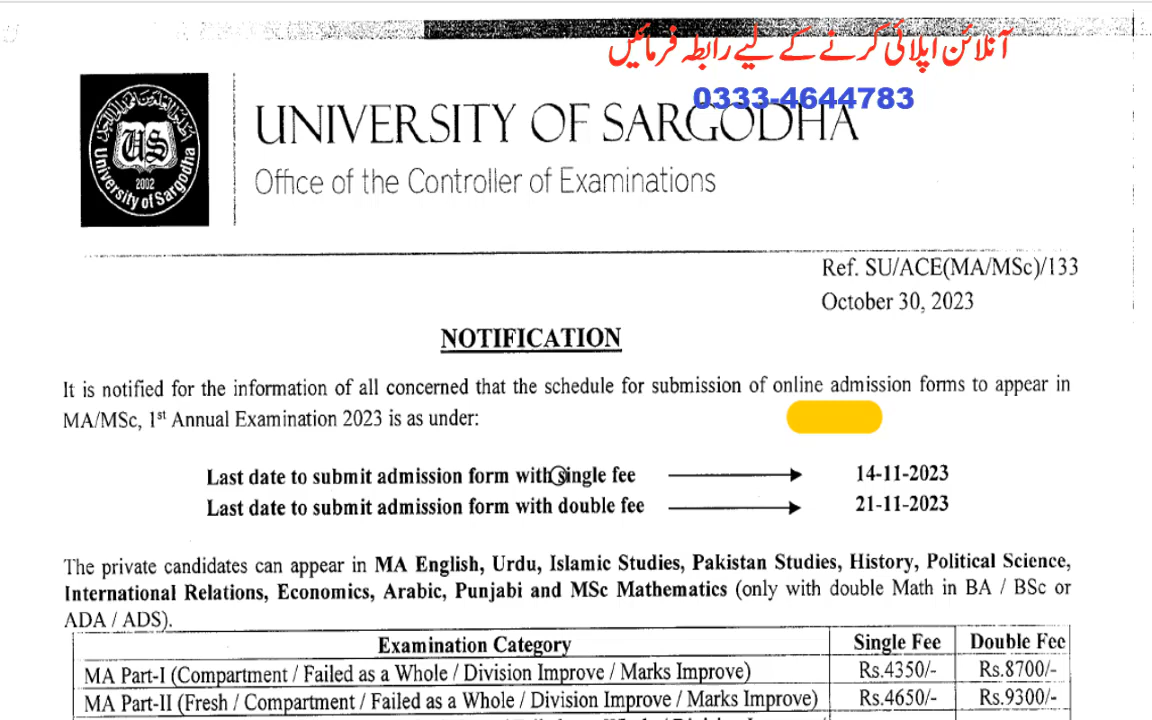 آنلائن اپلائی کرنے کے لیے رابطہ فرمائیں
0333-4644783
UNIVERSITY OF SARGODHA
Office of the Controller of Examinations
US
2002
University of Sargodha
Ref. SU/ACE(MA/MSc)/133
October 30, 2023
NOTIFICATION
It is notified for the information of all concerned that the schedule for submission of online admission forms to appear in
MA/MSc, 1st Annual Examination 2023 is as under:
Last date to submit admission form with single fee 14-11-2023
Last date to submit admission form with double fee 21-11-2023
The private candidates can appear in MA English, Urdu, Islamic Studies, Pakistan Studies, History, Political Science,
International Relations, Economics, Arabic, Punjabi and MSc Mathematics (only with double Math in BA / BSc or
ADA / ADS).
Examination Category Single Fee Double Fee
MA Part-I (Compartment / Failed as a Whole / Division Improve / Marks Improve) Rs.4350/- Rs.8700/-
MA Part-II (Fresh / Compartment / Failed as a Whole / Division Improve / Marks Improve) Rs.4650/- Rs.9300/-